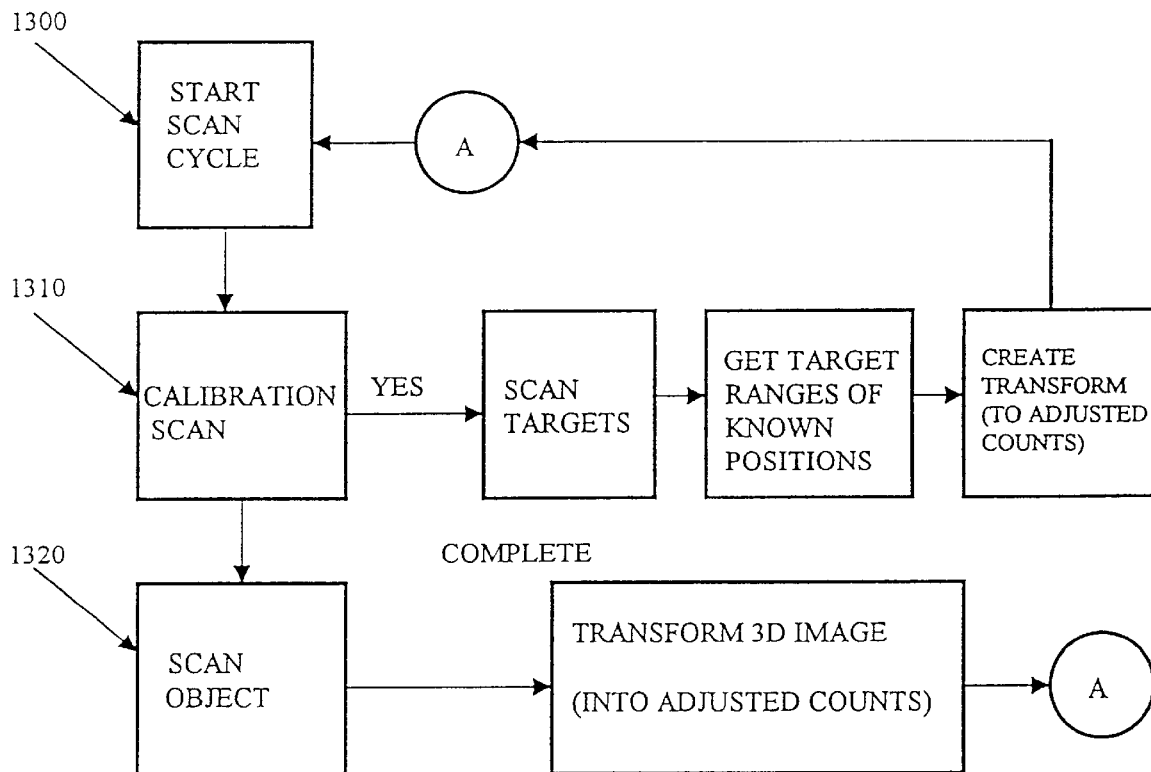 1300
START
SCAN
CYCLE
A
1310
CALIBRATION
SCAN
YES
SCAN
TARGETS
GET TARGET
RANGES OF
KNOWN
POSITIONS
CREATE
TRANSFORM
(TO ADJUSTED
COUNTS)
1320
COMPLETE
SCAN
OBJECT
TRANSFORM 3D IMAGE
(INTO ADJUSTED COUNTS)
A